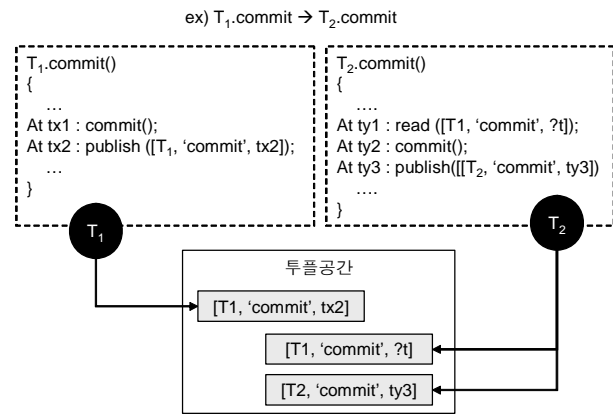 ex) T₁.commit → T₂.commit
T₁.commit()
{
…
At tx1 : commit();
At tx2 : publish ([T₁, ‘commit’, tx2]);
…
}
T₂.commit()
{
….
At ty1 : read ([T1, ‘commit’, ?t]);
At ty2 : commit();
At ty3 : publish([[T₂, ‘commit’, ty3])
….
}
T₁
T₂
투플공간
[T1, ‘commit’, tx2]
[T1, ‘commit’, ?t]
[T2, ‘commit’, ty3]